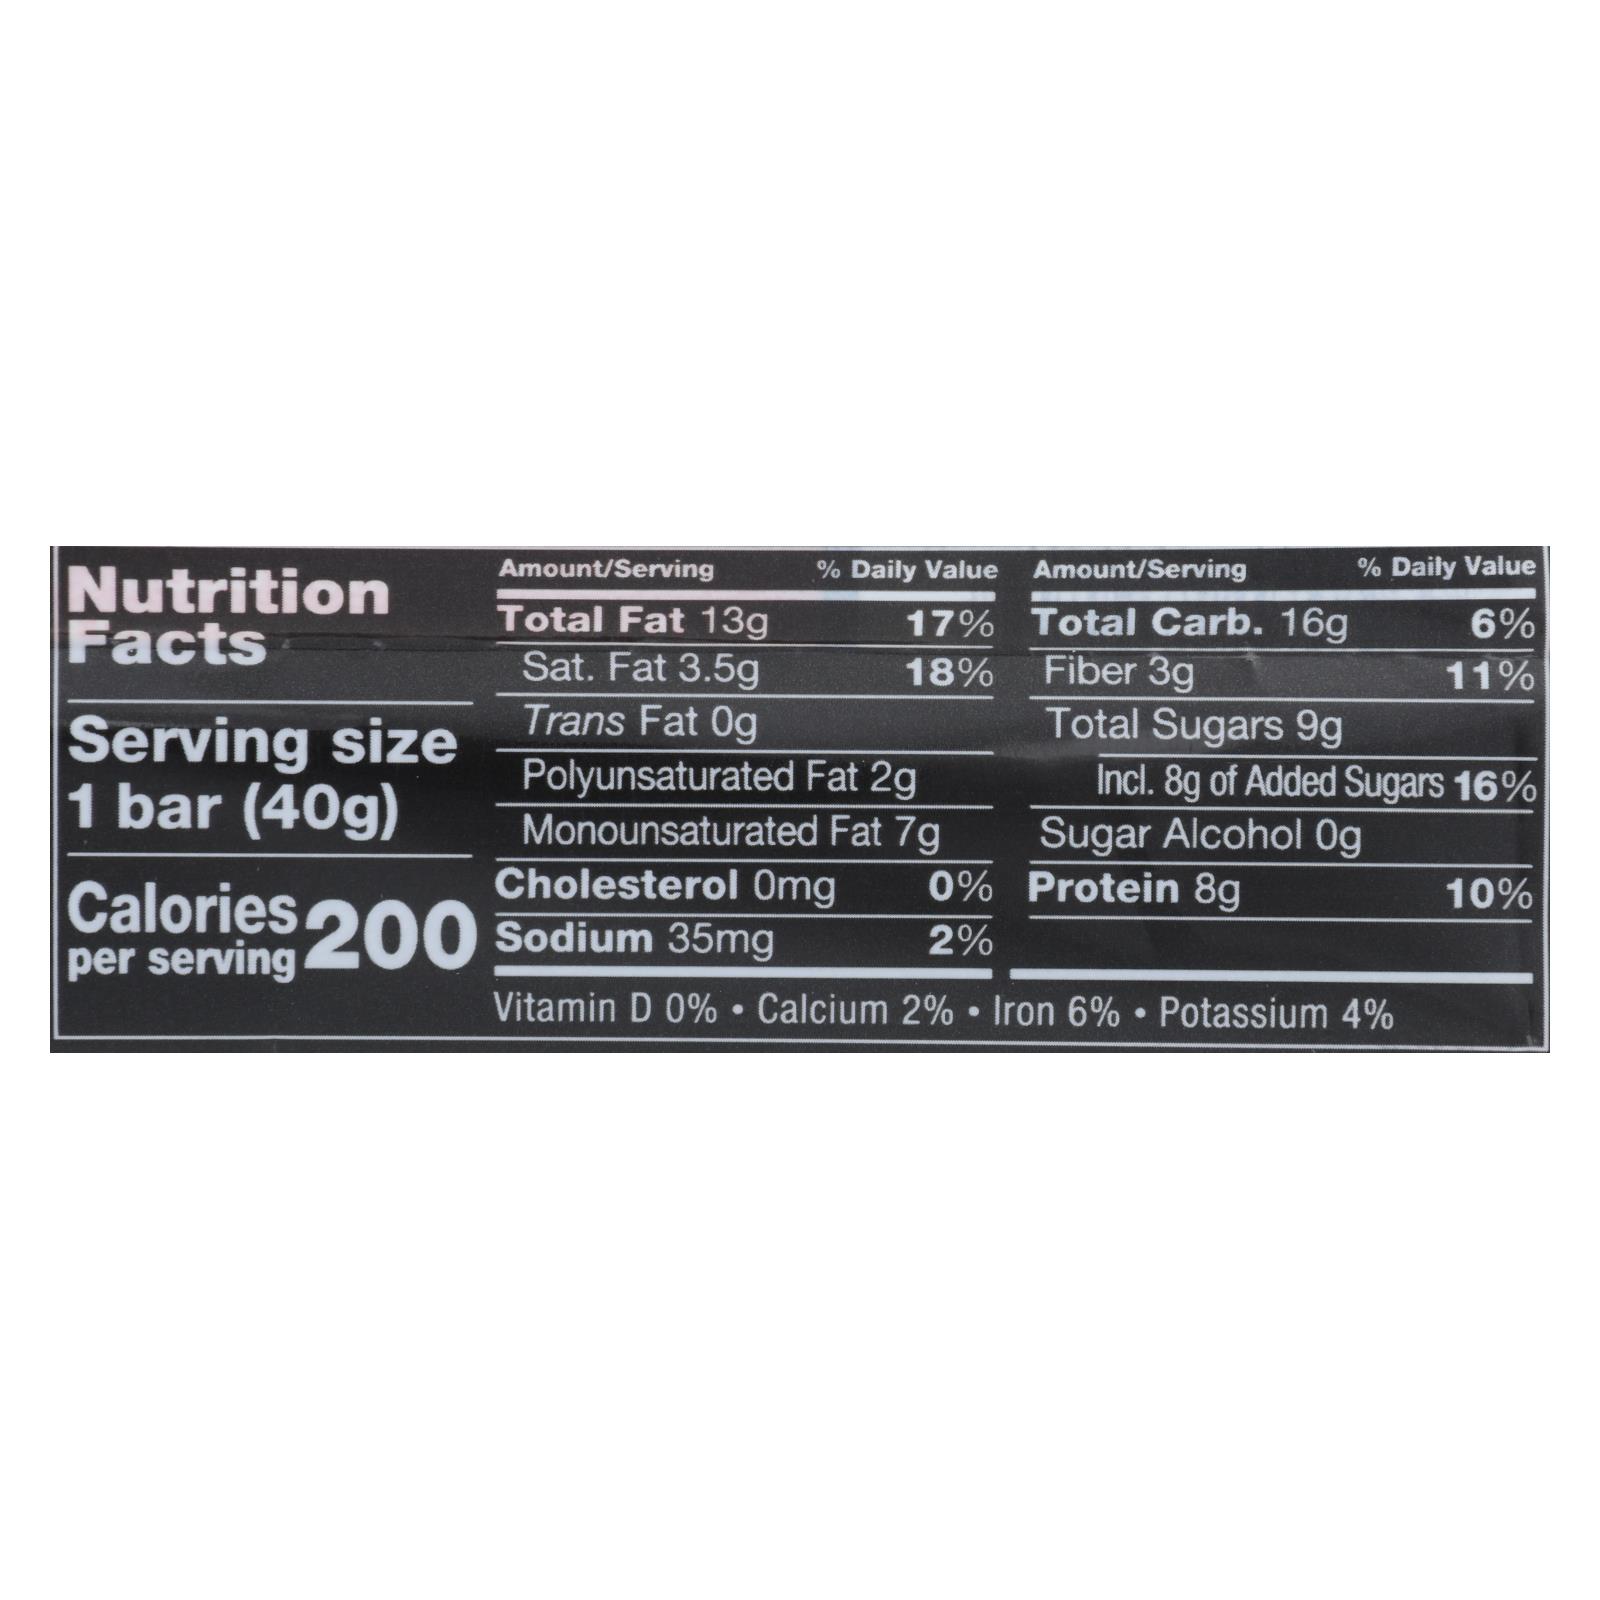 Nutrition
Facts
Serving size
1 bar (40g)
Calories
per serving 200
Amount/Serving % Daily Value
Total Fat 13g 17%
Sat. Fat 3.5g 18%
Trans Fat 0g
Polyunsaturated Fat 2g
Monounsaturated Fat 7g
Cholesterol 0mg 0%
Sodium 35mg 2%
Amount/Serving % Daily Value
Total Carb. 16g 6%
Fiber 3g 11%
Total Sugars 9g
Incl. 8g of Added Sugars 16%
Sugar Alcohol 0g
Protein 8g 10%
Vitamin D 0% • Calcium 2% • Iron 6% • Potassium 4%